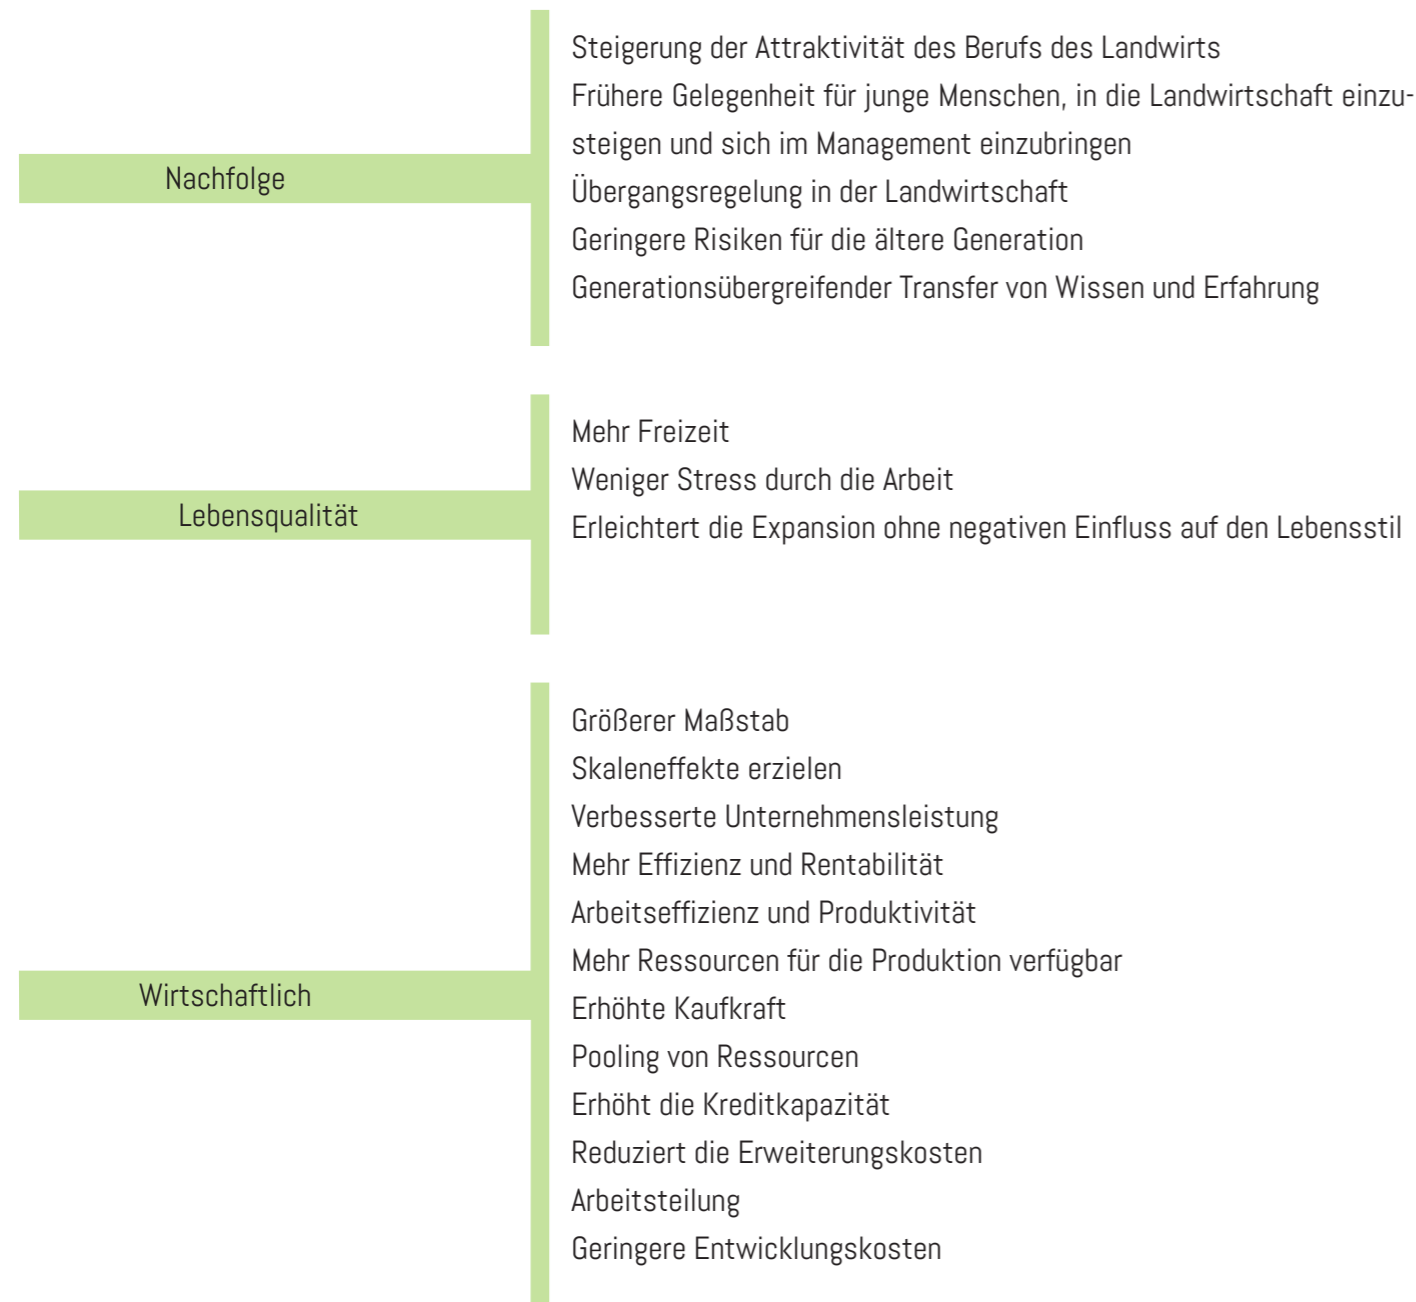 Nachfolge
Steigerung der Attraktivität des Berufs des Landwirts
Frühere Gelegenheit für junge Menschen, in die Landwirtschaft einzu-
steigen und sich im Management einzubringen
Übergangsregelung in der Landwirtschaft
Geringere Risiken für die ältere Generation
Generationsübergreifender Transfer von Wissen und Erfahrung
Lebensqualität
Mehr Freizeit
Weniger Stress durch die Arbeit
Erleichtert die Expansion ohne negativen Einfluss auf den Lebensstil
Wirtschaftlich
Größerer Maßstab
Skaleneffekte erzielen
Verbesserte Unternehmensleistung
Mehr Effizienz und Rentabilität
Arbeitseffizienz und Produktivität
Mehr Ressourcen für die Produktion verfügbar
Erhöhte Kaufkraft
Pooling von Ressourcen
Erhöht die Kreditkapazität
Reduziert die Erweiterungskosten
Arbeitsteilung
Geringere Entwicklungskosten